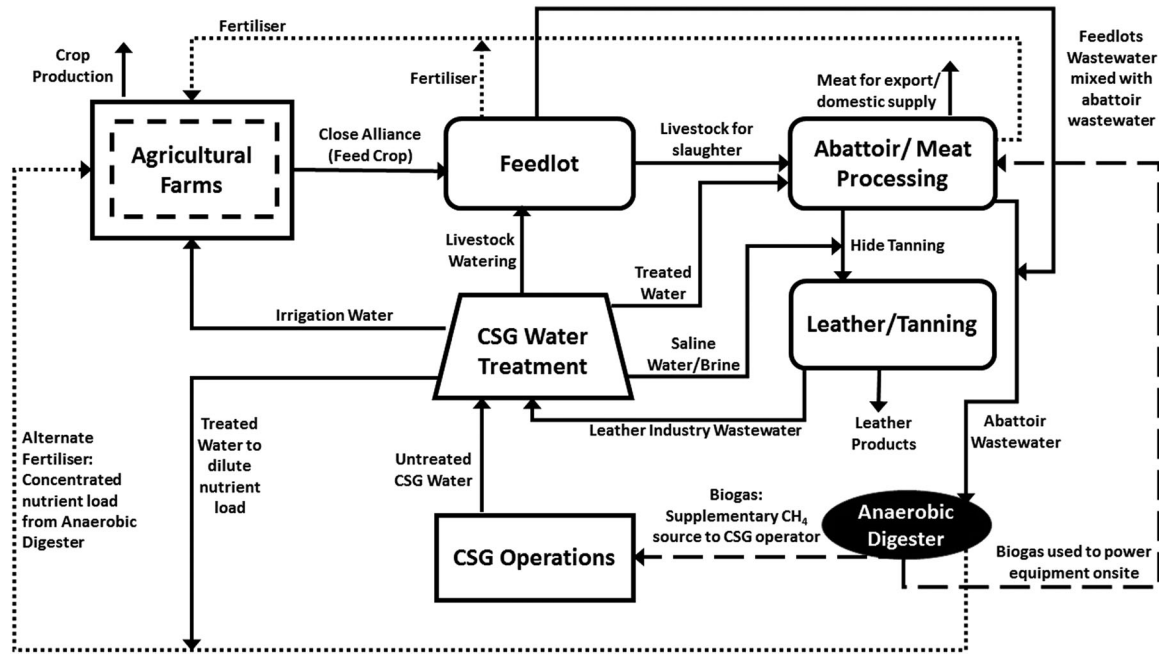 Fertiliser
Crop
Production
Fertiliser
Meat for export/
domestic supply
Feedlots
Wastewater
mixed with
abattoir
wastewater
Agricultural
Farms
Close Alliance
(Feed Crop)
Feedlot
Livestock for
slaughter
Abattoir/ Meat
Processing
Livestock
Watering
Treated
Water
Hide Tanning
Irrigation Water
CSG Water
Treatment
Saline
Water/Brine
Leather/Tanning
Alternate
Fertiliser:
Concentrated
nutrient load
from Anaerobic
Digester
Treated
Water to
dilute
nutrient
load
Untreated
CSG Water
Leather Industry Wastewater
Leather
Products
Abattoir
Wastewater
CSG Operations
Biogas:
Supplementary CH₄
source to CSG operator
Anaerobic
Digester
Biogas used to power
equipment onsite